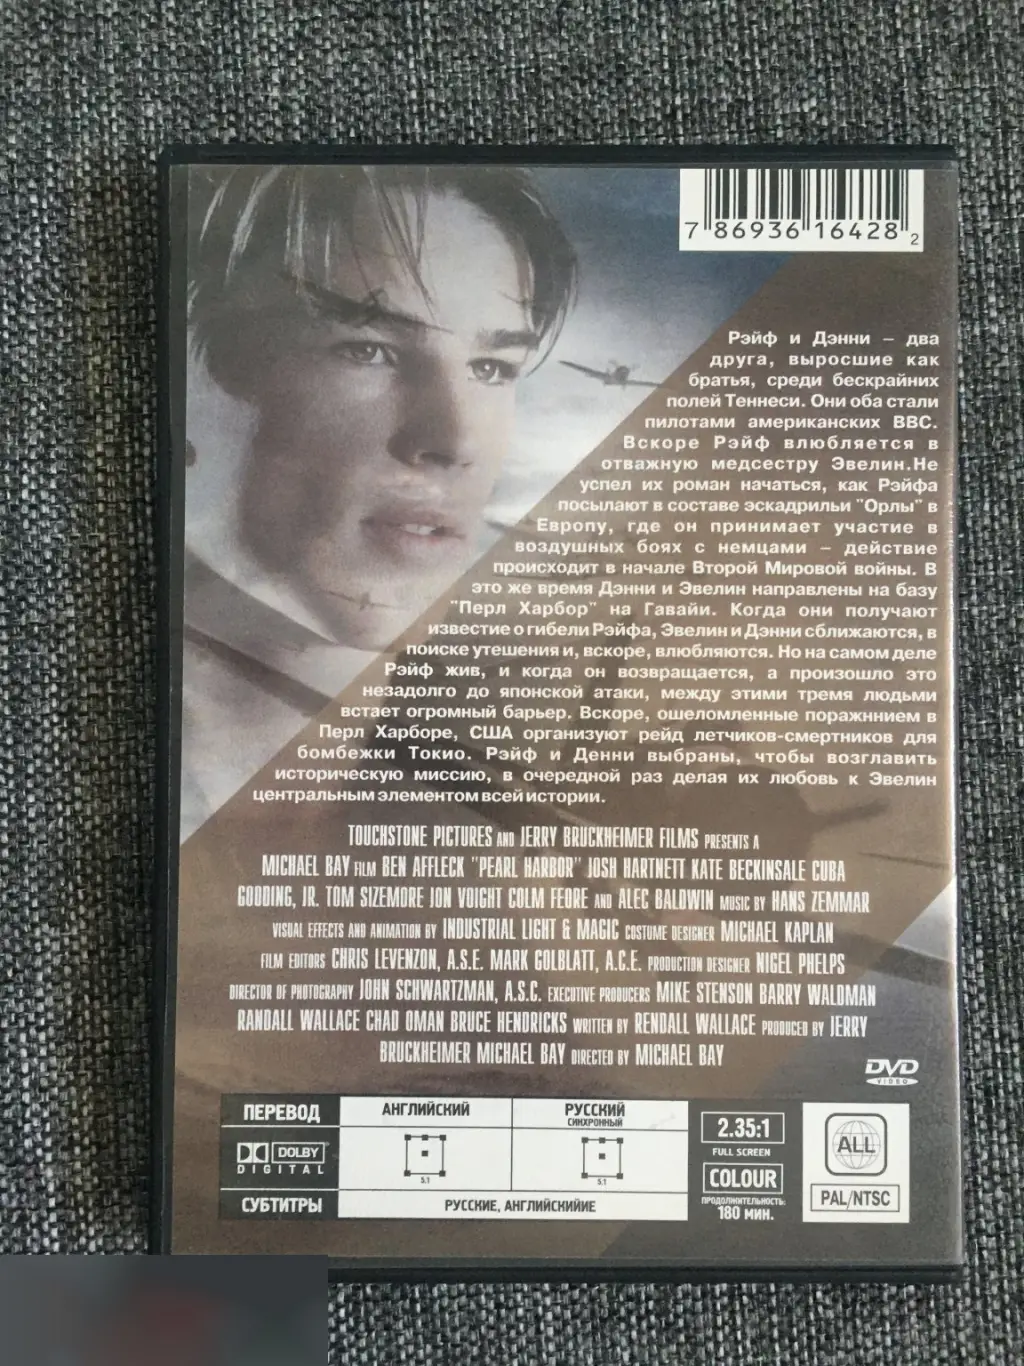 7 86936 16428 2
Рэйф и Дэнни – два
друга, выросшие как
братья, среди бескрайних
полей Теннеси. Они оба стали
пилотами американских ВВС.
Вскоре Рэйф влюбляется в
отважную медсестру Эвелин.Не
успел их роман начаться, как Рэйфа
посылают в составе эскадрильи "Орлы" в
Европу, где он принимает участие в
воздушных боях с немцами – действие
происходит в начале Второй Мировой войны. В
это же время Дэнни и Эвелин направлены на базу
"Перл Харбор" на Гавайи. Когда они получают
известие о гибели Рэйфа, Эвелин и Дэнни сближаются, в
поиске утешения и, вскоре, влюбляются. Но на самом деле
Рэйф жив, и когда он возвращается, а произошло это
незадолго до японской атаки, между этими тремя людьми
встает огромный барьер. Вскоре, ошеломленные поражннием в
Перл Харборе, США организуют рейд летчиков-смертников для
бомбежки Токио. Рэйф и Денни выбраны, чтобы возглавить
историческую миссию, в очередной раз делая их любовь к Эвелин
центральным элементом всей истории.
TOUCHSTONE PICTURES AND JERRY BRUCKHEIMER FILMS PRESENTS A
MICHAEL BAY FILM BEN AFFLECK "PEARL HARBOR" JOSH HARTNETT KATE BECKINSALE CUBA
GOODING, JR. TOM SIZEMORE JON VOIGHT COLM FEORE AND ALEC BALDWIN MUSIC BY HANS ZEMMAR
VISUAL EFFECTS AND ANIMATION BY INDUSTRIAL LIGHT & MAGIC COSTUME DESIGNER MICHAEL KAPLAN
FILM EDITORS CHRIS LEVENZON, A.S.E. MARK GOLBLATT, A.C.E. PRODUCTION DESIGNER NIGEL PHELPS
DIRECTOR OF PHOTOGRAPHY JOHN SCHWARTZMAN, A.S.C. EXECUTIVE PRODUCERS MIKE STENSON BARRY WALDMAN
RANDALL WALLACE CHAD OMAN BRUCE HENDRICKS WRITTEN BY RENDALL WALLACE PRODUCED BY JERRY
BRUCKHEIMER MICHAEL BAY DIRECTED BY MICHAEL BAY
DVD
VIDEO
ПЕРЕВОД
DOLBY
DIGITAL
СУБТИТРЫ
АНГЛИЙСКИЙ
5.1
РУССКИЙ
СИНХРОННЫЙ
5.1
РУССКИЕ, АНГЛИЙСКИЙИЕ
2.35:1
FULL SCREEN
COLOUR
ПРОДОЛЖИТЕЛЬНОСТЬ:
180 МИН.
ALL
PAL/NTSC